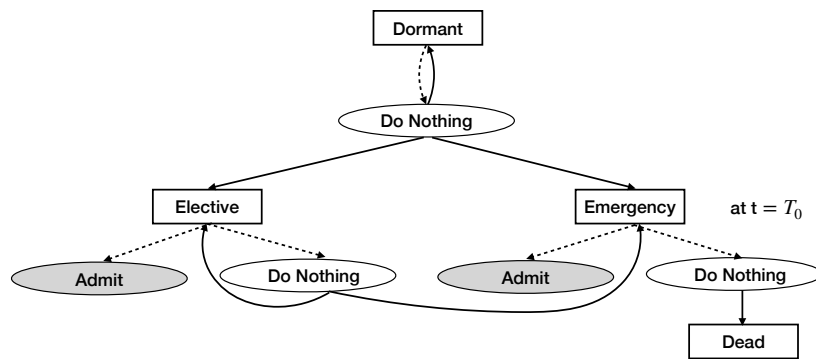 Dormant
Do Nothing
Elective
Emergency
at t = T₀
Admit
Do Nothing
Admit
Do Nothing
Dead